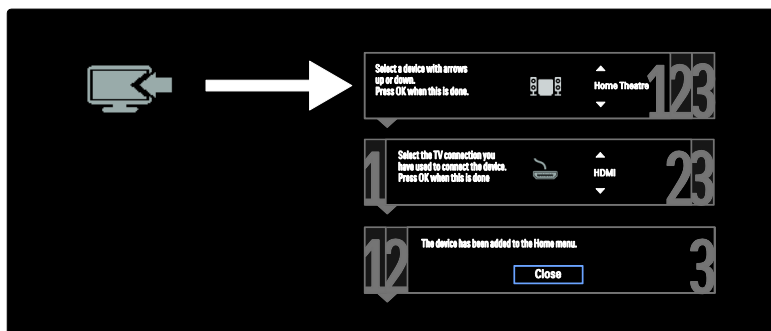 Select a device with arrows
up or down.
Press OK when this is done.
Home Theatre
123
1
Select the TV connection you
have used to connect the device.
Press OK when this is done
HDMI
23
12
The device has been added to the Home menu.
Close
3